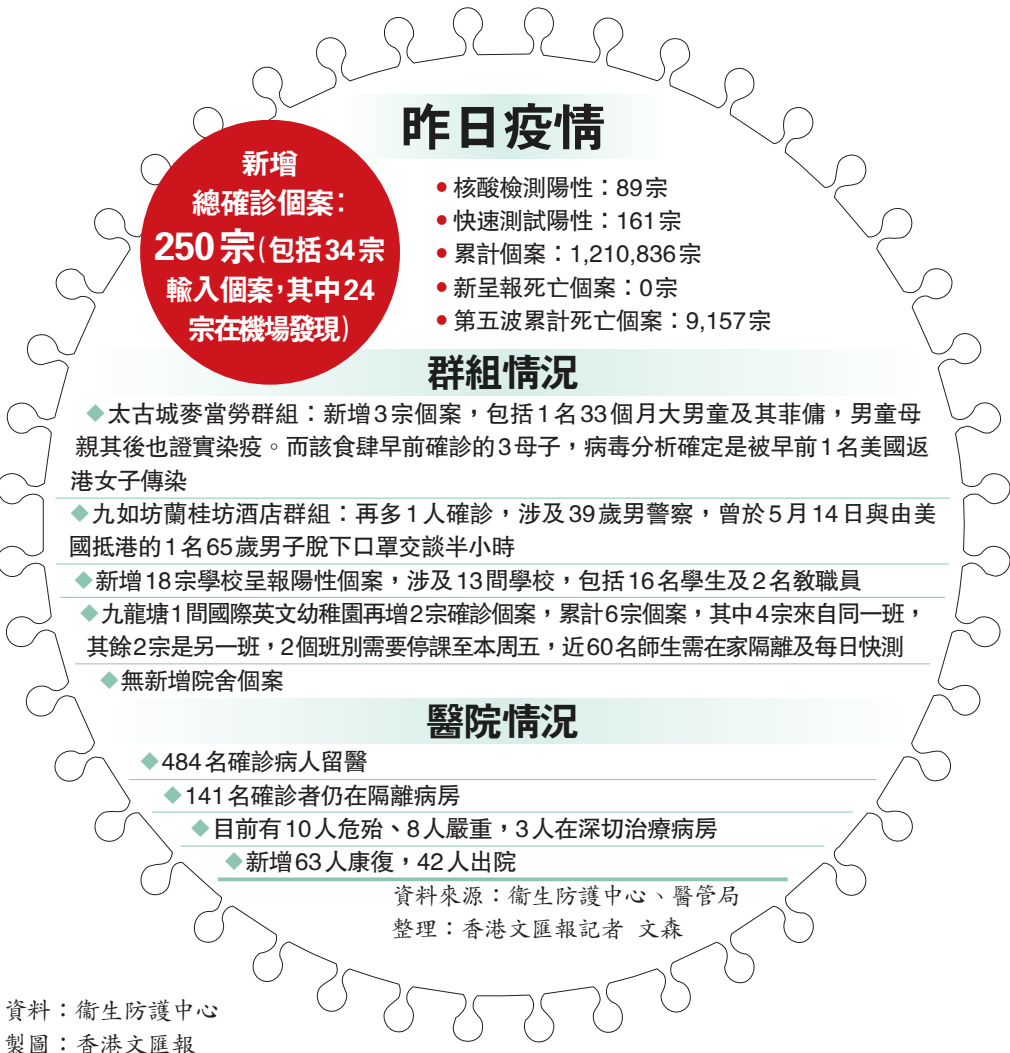 昨日疫情
新增
總確診個案：
250宗(包括34宗
輸入個案，其中24
宗在機場發現)
•核酸檢測陽性：89宗
•快速測試陽性：161宗
•累計個案：1,210,836宗
•新呈報死亡個案：0宗
•第五波累計死亡個案：9,157宗
群組情況
◆太古城麥當勞群組：新增3宗個案，包括1名33個月大男童及其菲傭，男童母
親其後也證實染疫。而該食肆早前確診的3母子，病毒分析確定是被早前1名美國返
港女子傳染
◆九如坊蘭桂坊酒店群組：再多1人確診，涉及39歲男警察，曾於5月14日與由美
國抵港的1名65歲男子脫下口罩交談半小時
◆新增18宗學校呈報陽性個案，涉及13間學校，包括16名學生及2名教職員
◆九龍塘1間國際英文幼稚園再增2宗確診個案，累計6宗個案，其中4宗來自同一班，
其餘2宗是另一班，2個班別需要停課至本周五，近60名師生需在家隔離及每日快測
◆無新增院舍個案
醫院情況
◆484名確診病人留醫
◆141名確診者仍在隔離病房
◆目前有10人危殆、8人嚴重，3人在深切治療病房
◆新增63人康復，42人出院
資料來源：衞生防護中心、醫管局
整理：香港文匯報記者 文森
資料：衞生防護中心
製圖：香港文匯報